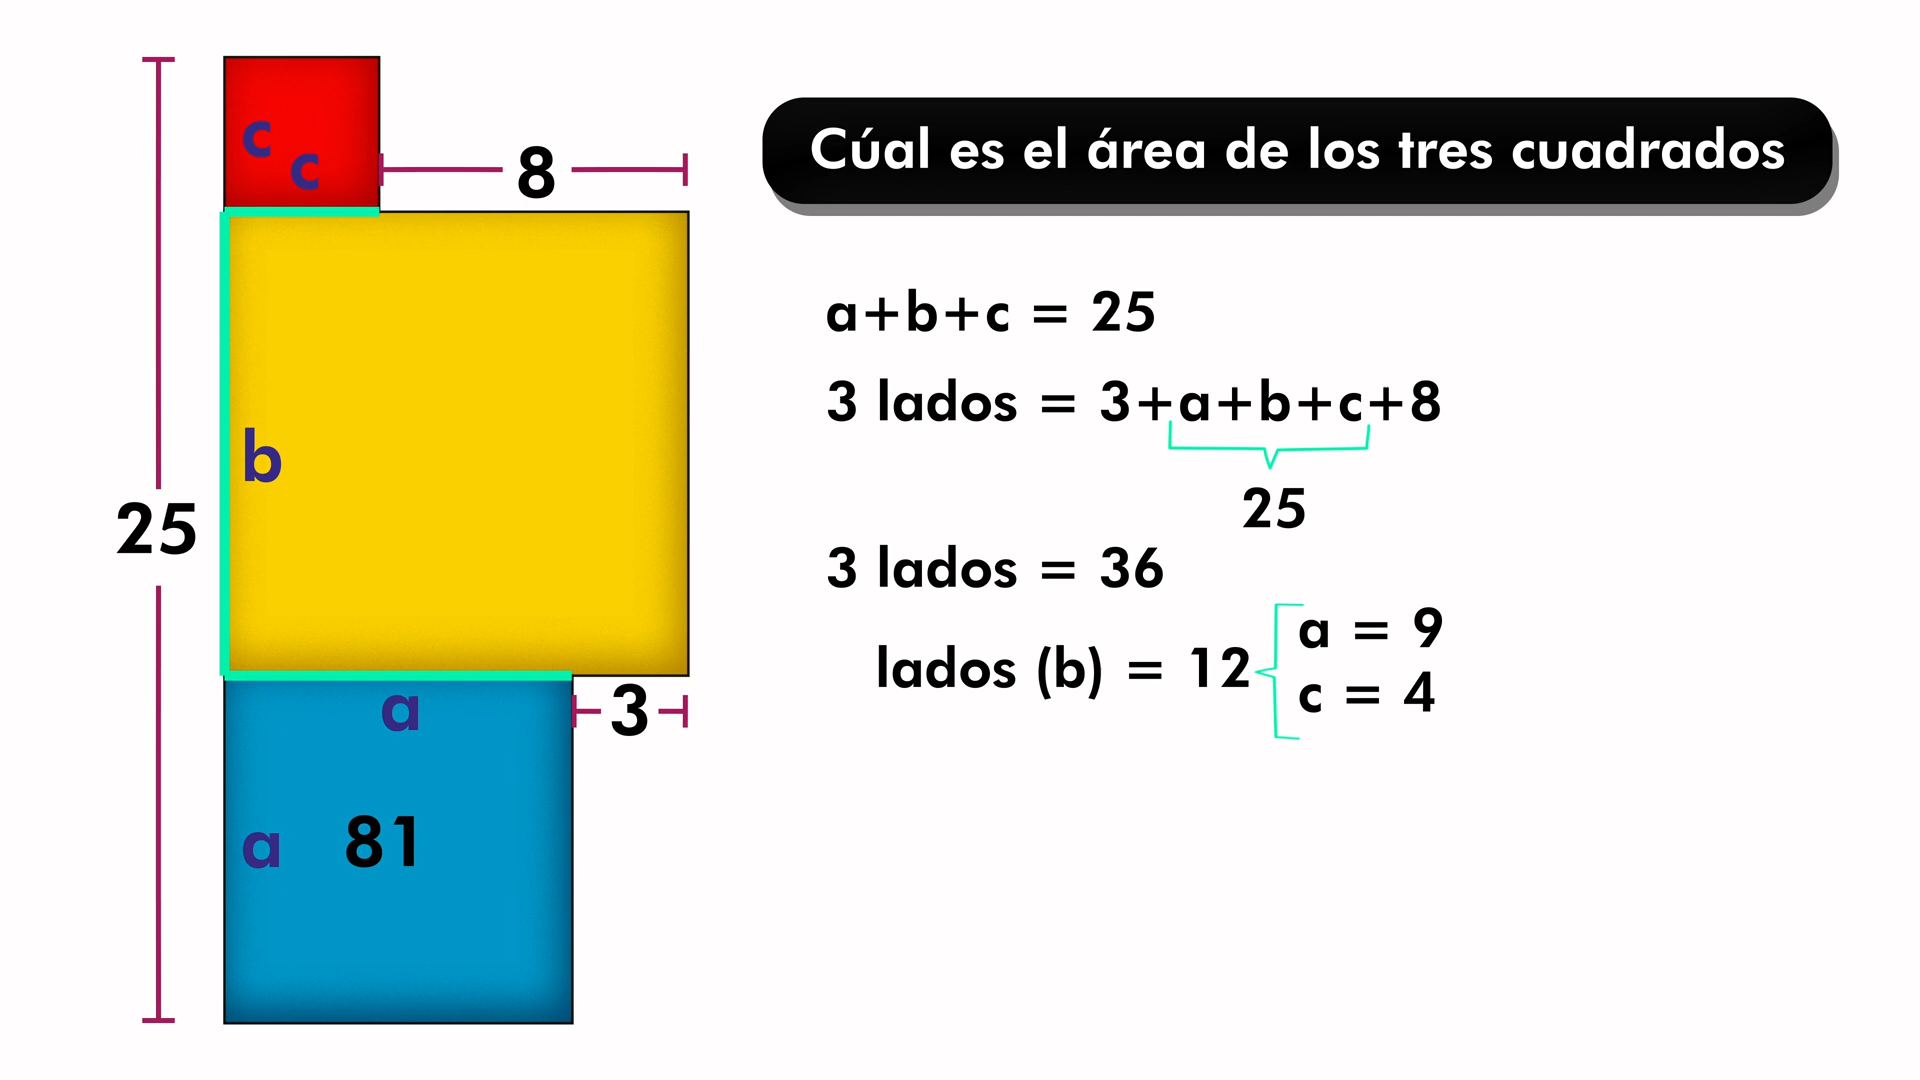 Cúal es el área de los tres cuadrados
c
c
8
b
25
a
3
a 81
a+b+c = 25
3 lados = 3+a+b+c+8
25
3 lados = 36
lados (b) = 12
a = 9
c = 4